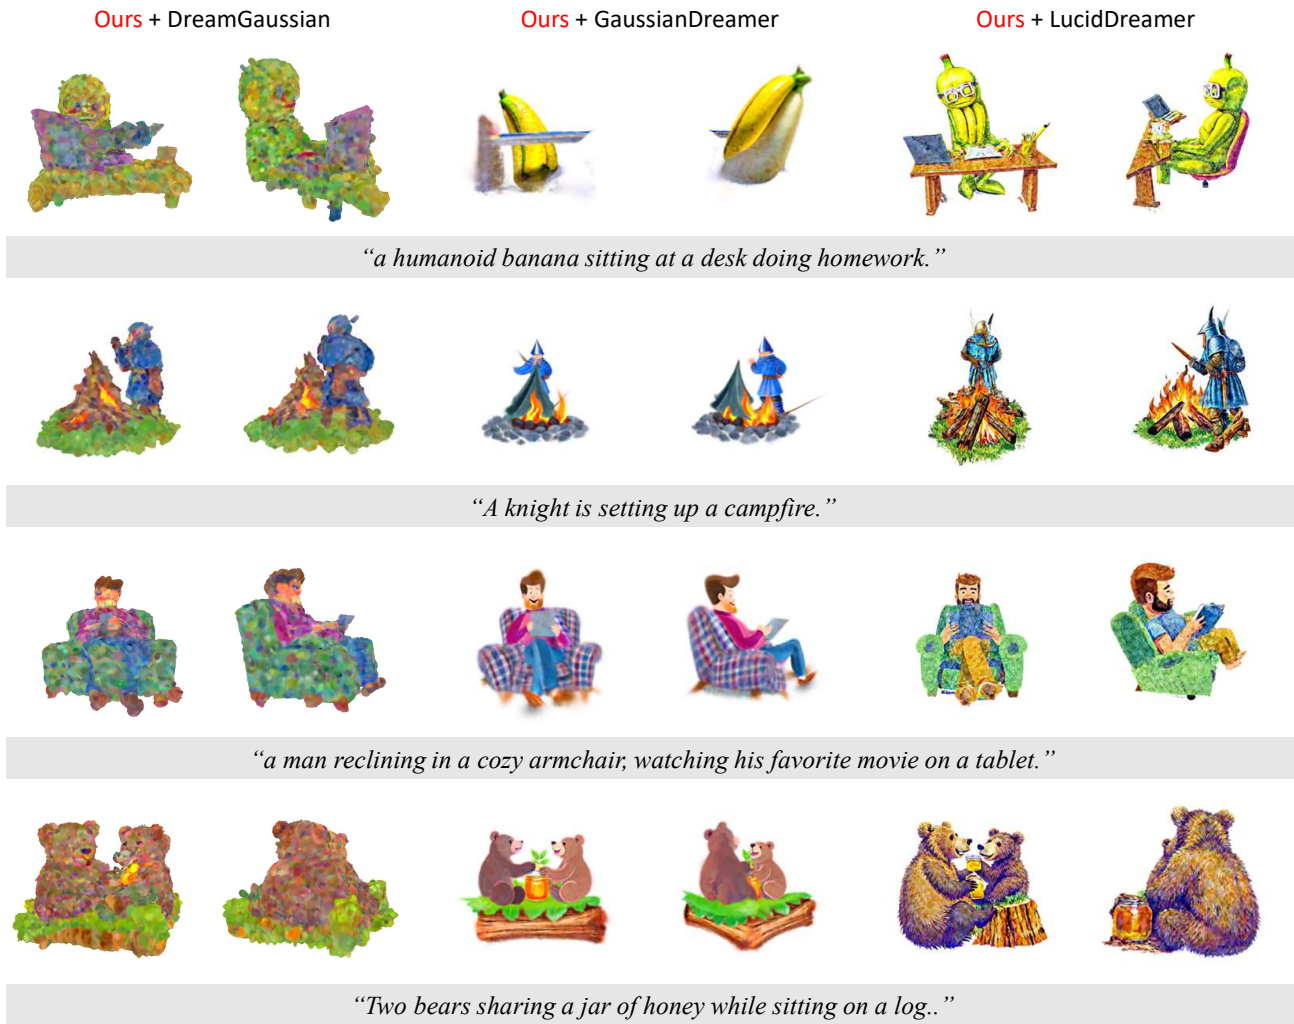 Ours + DreamGaussian
Ours + GaussianDreamer
Ours + LucidDreamer
“a humanoid banana sitting at a desk doing homework.”
“A knight is setting up a campfire.”
“a man reclining in a cozy armchair, watching his favorite movie on a tablet.”
“Two bears sharing a jar of honey while sitting on a log..”